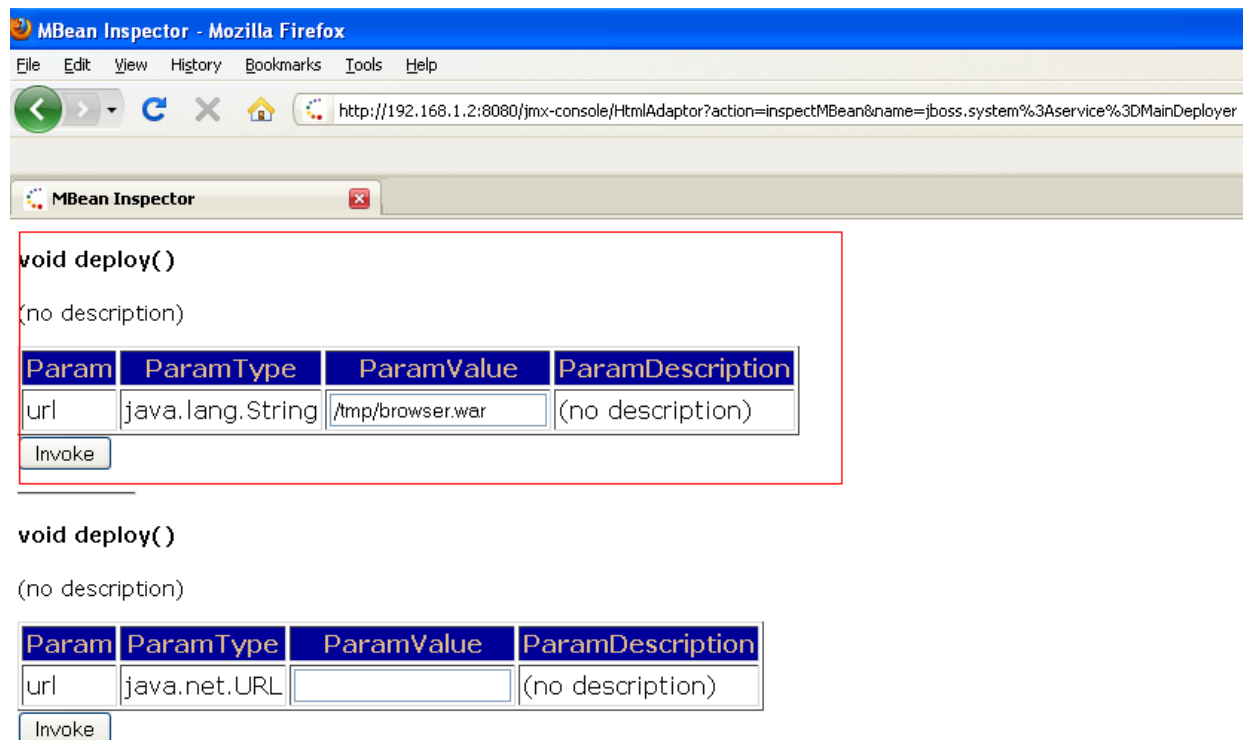 MBean Inspector - Mozilla Firefox
File Edit View History Bookmarks Tools Help
http://192.168.1.2:8080/jmx-console/HtmlAdaptor?action=inspectMBean&name=jboss.system%3Aservice%3DMainDeployer
MBean Inspector
void deploy()
(no description)
Param ParamType ParamValue ParamDescription
url java.lang.String /tmp/browser.war (no description)
Invoke
void deploy()
(no description)
Param ParamType ParamValue ParamDescription
url java.net.URL (no description)
Invoke